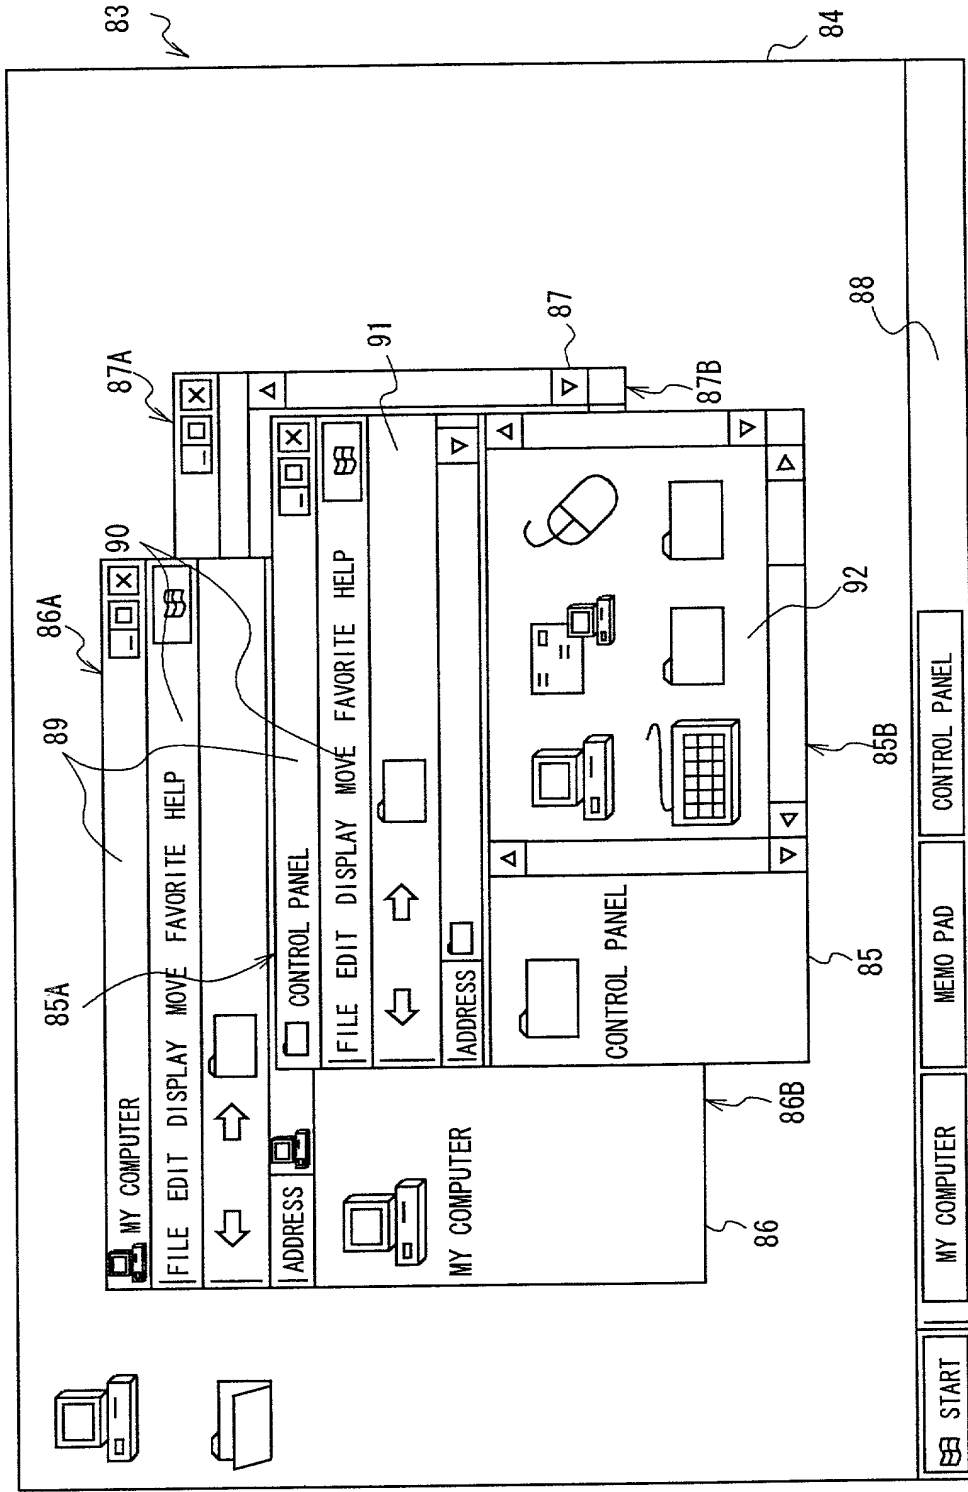 83
84
86A
87A
89
90
MY COMPUTER
FILE EDIT DISPLAY MOVE FAVORITE HELP
ADDRESS
MY COMPUTER
86
86B
85A
CONTROL PANEL
FILE EDIT DISPLAY MOVE FAVORITE HELP
91
ADDRESS
CONTROL PANEL
92
85
85B
87
87B
88
START
MY COMPUTER
MEMO PAD
CONTROL PANEL